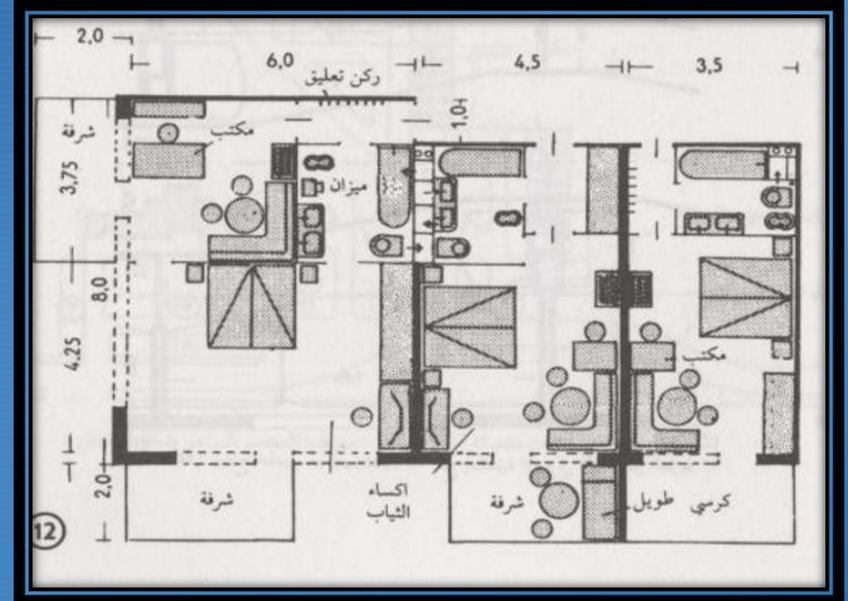 2,0
6,0
4,5
3,5
ركن تعليق
1,0
شرفة
مكتب
3,75
ميزان
8,0
4.25
مكتب
2,0
شرفة
اكساء
الثياب
شرفة
كرسي طويل
12